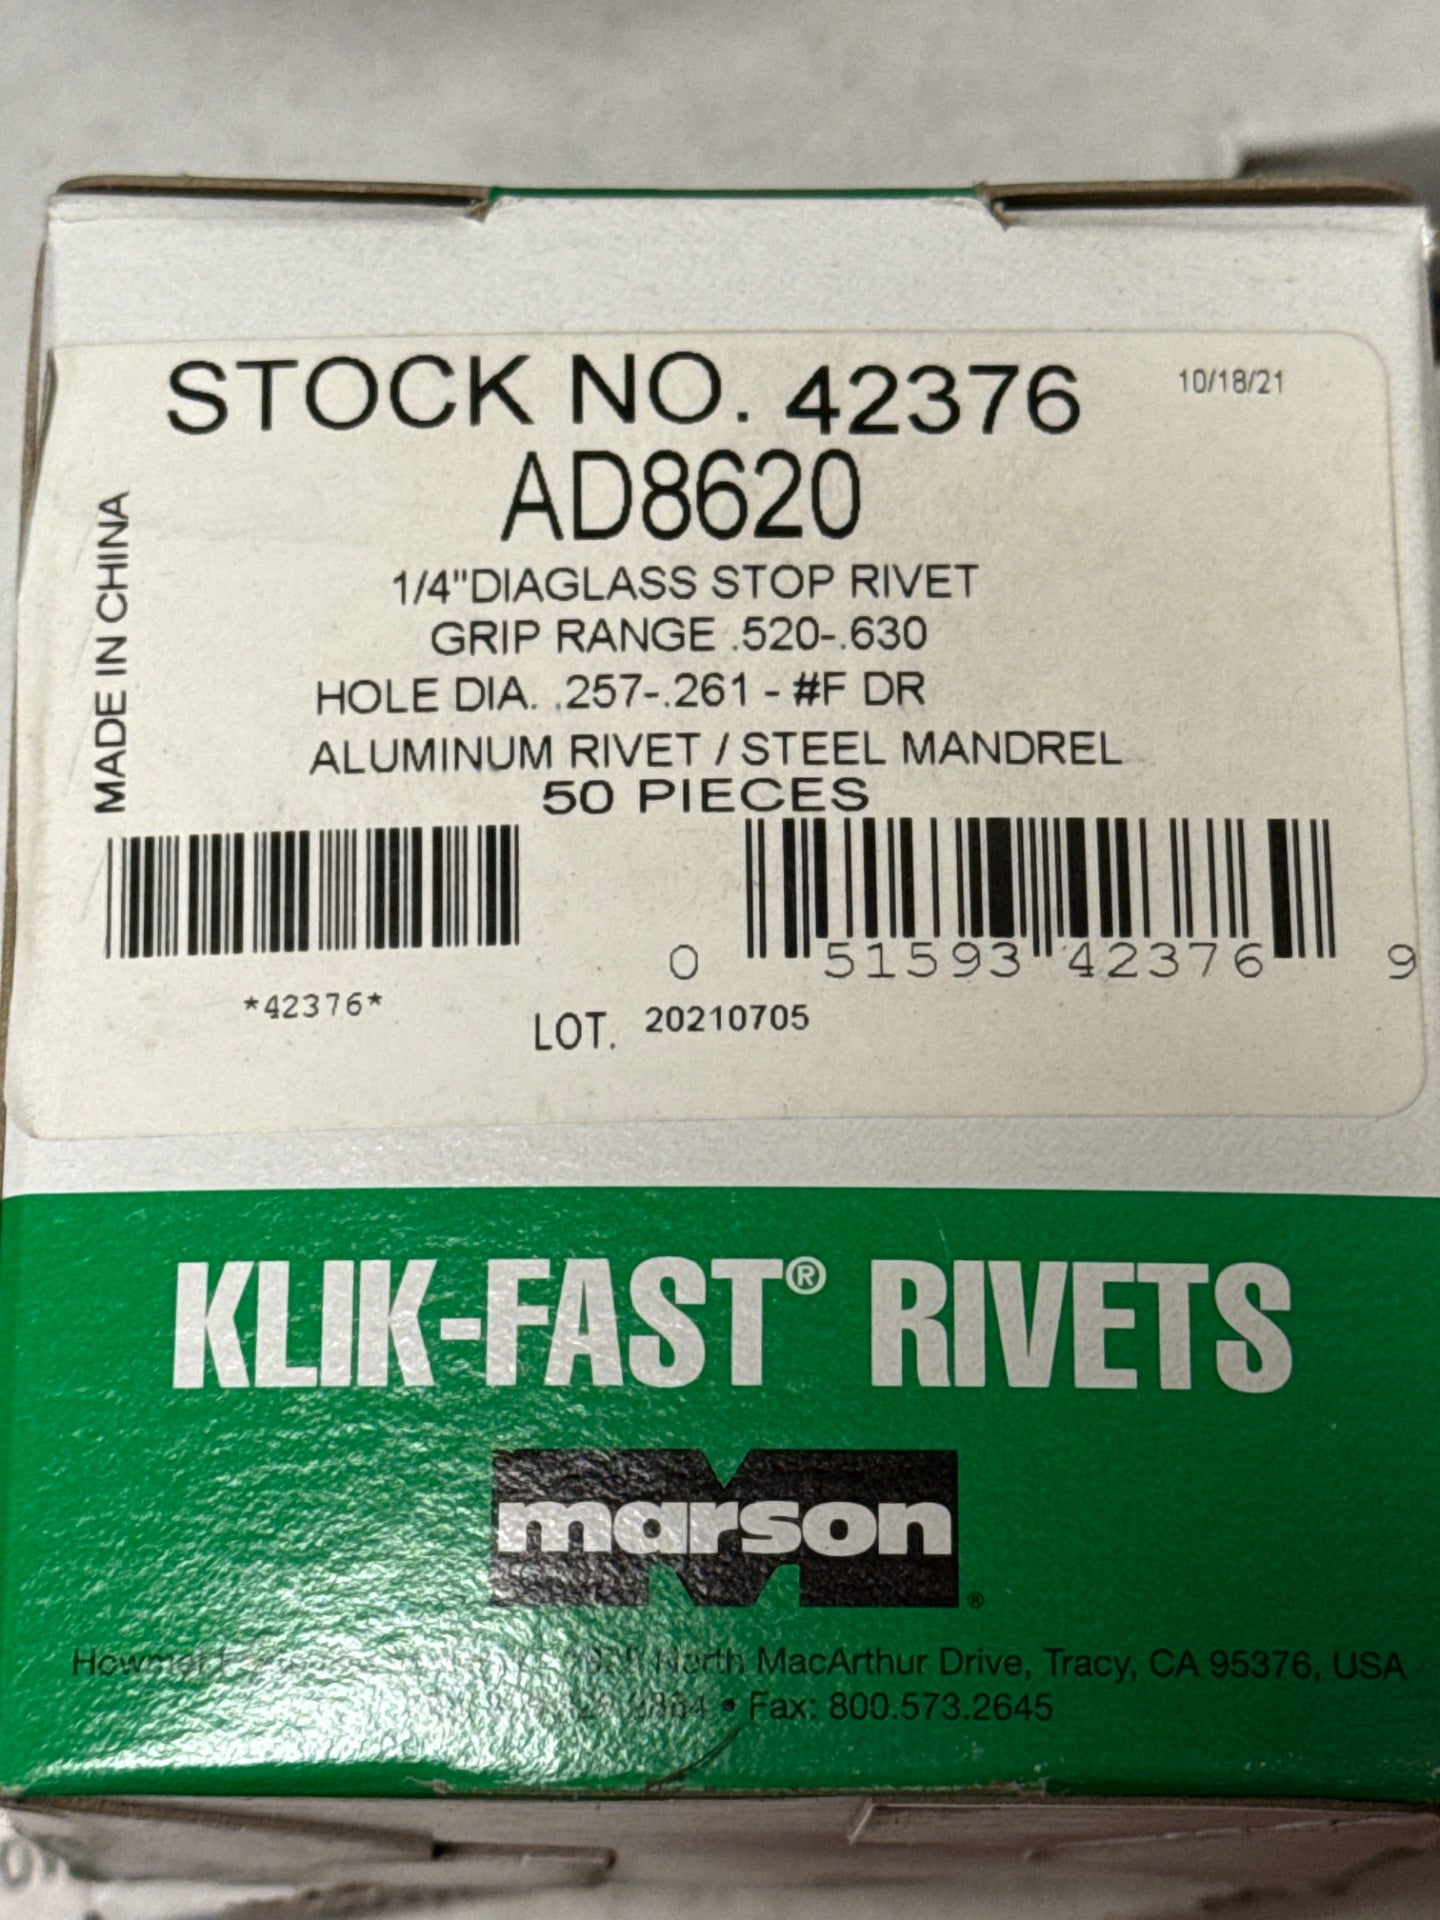 STOCK NO. 42376
10/18/21
AD8620
MADE IN CHINA
1/4"DIAGLASS STOP RIVET
GRIP RANGE .520-.630
HOLE DIA. .257-.261 - #F DR
ALUMINUM RIVET / STEEL MANDREL
50 PIECES
0 51593 42376 9
*42376*
LOT. 20210705
KLIK-FAST® RIVETS
marson®
North MacArthur Drive, Tracy, CA 95376, USA
• Fax: 800.573.2645